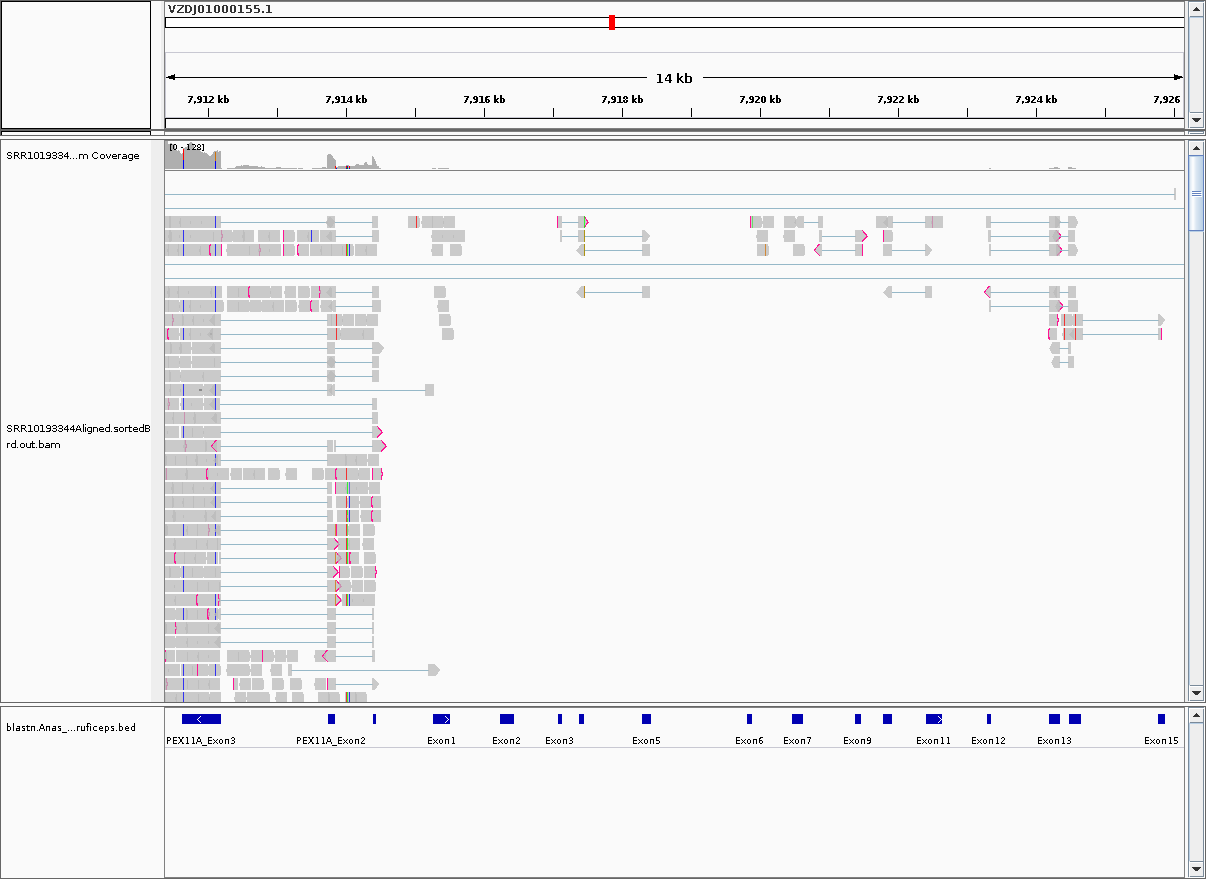 VZDJ01000155.1
14 kb
7,912 kb 7,914 kb 7,916 kb 7,918 kb 7,920 kb 7,922 kb 7,924 kb 7,926
SRR1019334...m Coverage
[0 - 128]
SRR10193344Aligned.sortedB
rd.out.bam
blastn.Anas_...ruficeps.bed
PEX11A_Exon3 PEX11A_Exon2 Exon1 Exon2 Exon3 Exon5 Exon6 Exon7 Exon9 Exon11 Exon12 Exon13 Exon15